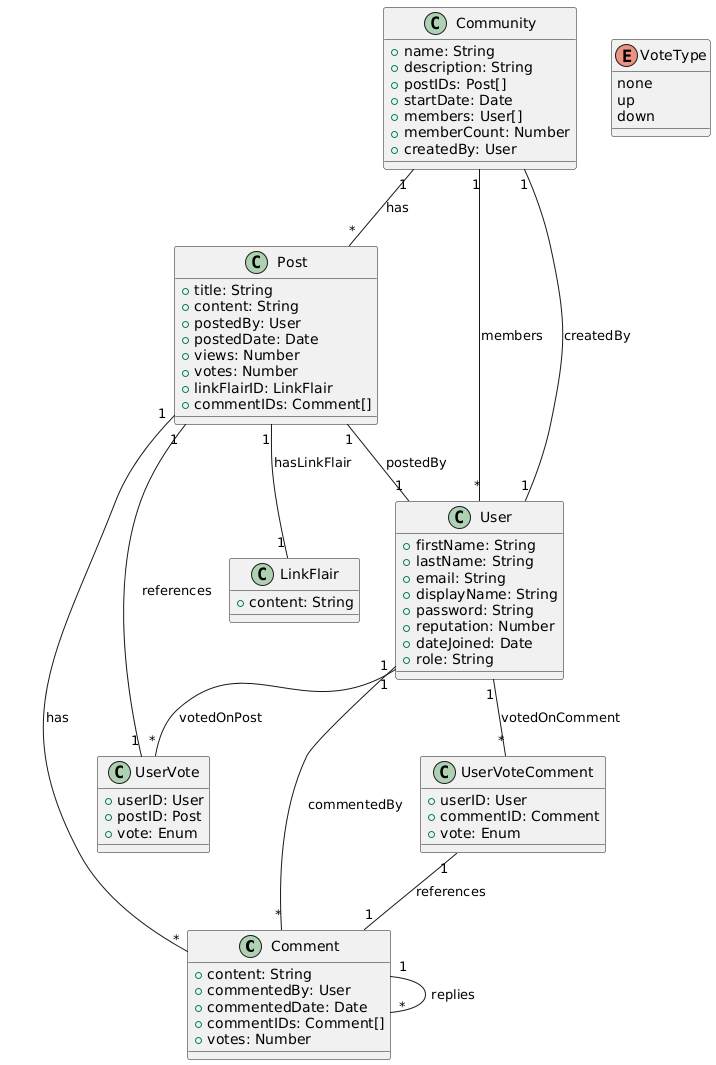 C Community
+ name: String
+ description: String
+ postIDs: Post[]
+ startDate: Date
+ members: User[]
+ memberCount: Number
+ createdBy: User
E VoteType
none
up
down
1
1
1
has
*
members
createdBy
C Post
+ title: String
+ content: String
+ postedBy: User
+ postedDate: Date
+ views: Number
+ votes: Number
+ linkFlairID: LinkFlair
+ commentIDs: Comment[]
1
1
1
1
hasLinkFlair
postedBy
1
*
1
1
C User
+ firstName: String
+ lastName: String
+ email: String
+ displayName: String
+ password: String
+ reputation: Number
+ dateJoined: Date
+ role: String
C LinkFlair
+ content: String
references
1
1
1
has
votedOnPost
votedOnComment
1
*
*
C UserVote
+ userID: User
+ postID: Post
+ vote: Enum
C UserVoteComment
+ userID: User
+ commentID: Comment
+ vote: Enum
commentedBy
1
references
*
*
1
C Comment
+ content: String
+ commentedBy: User
+ commentedDate: Date
+ commentIDs: Comment[]
+ votes: Number
1
replies
*